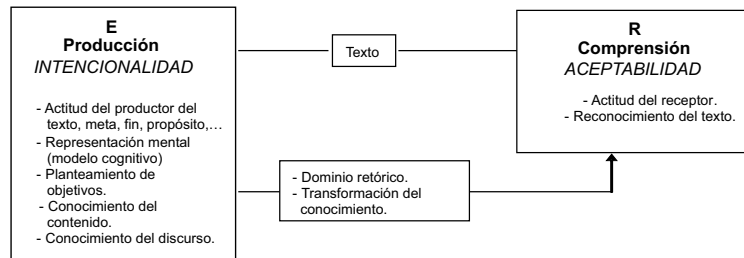 E
Producción
INTENCIONALIDAD
- Actitud del productor del
texto, meta, fin, propósito,…
- Representación mental
(modelo cognitivo)
- Planteamiento de
objetivos.
- Conocimiento del
contenido.
- Conocimiento del discurso.
Texto
- Dominio retórico.
- Transformación del
conocimiento.
R
Comprensión
ACEPTABILIDAD
- Actitud del receptor.
- Reconocimiento del texto.